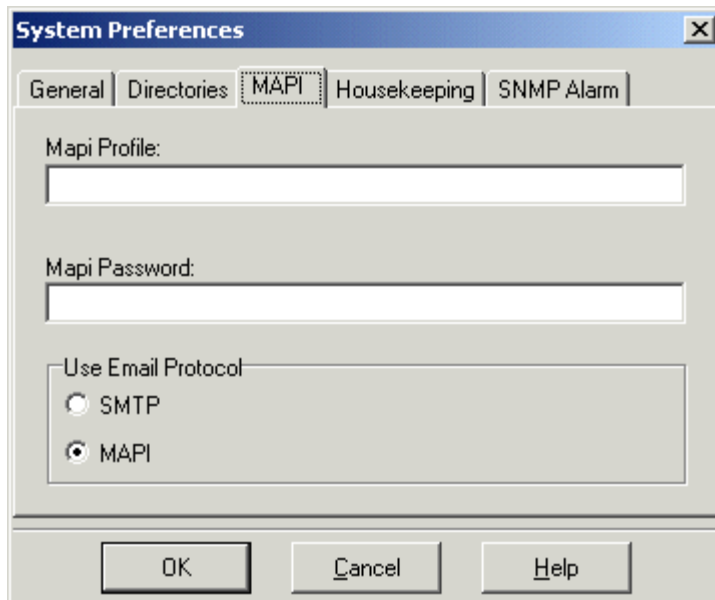 System Preferences
General Directories MAPI Housekeeping SNMP Alarm
Mapi Profile:
Mapi Password:
Use Email Protocol
SMTP
MAPI
OK Cancel Help